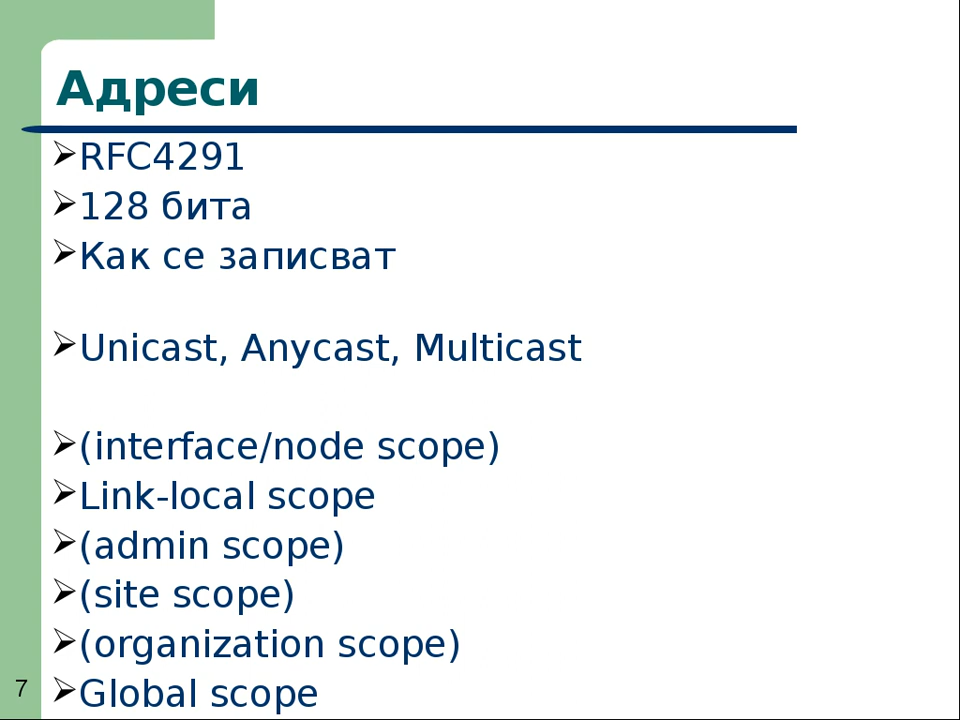 Адреси
RFC4291
128 бита
Как се записват
Unicast, Anycast, Multicast
(interface/node scope)
Link-local scope
(admin scope)
(site scope)
(organization scope)
Global scope
7